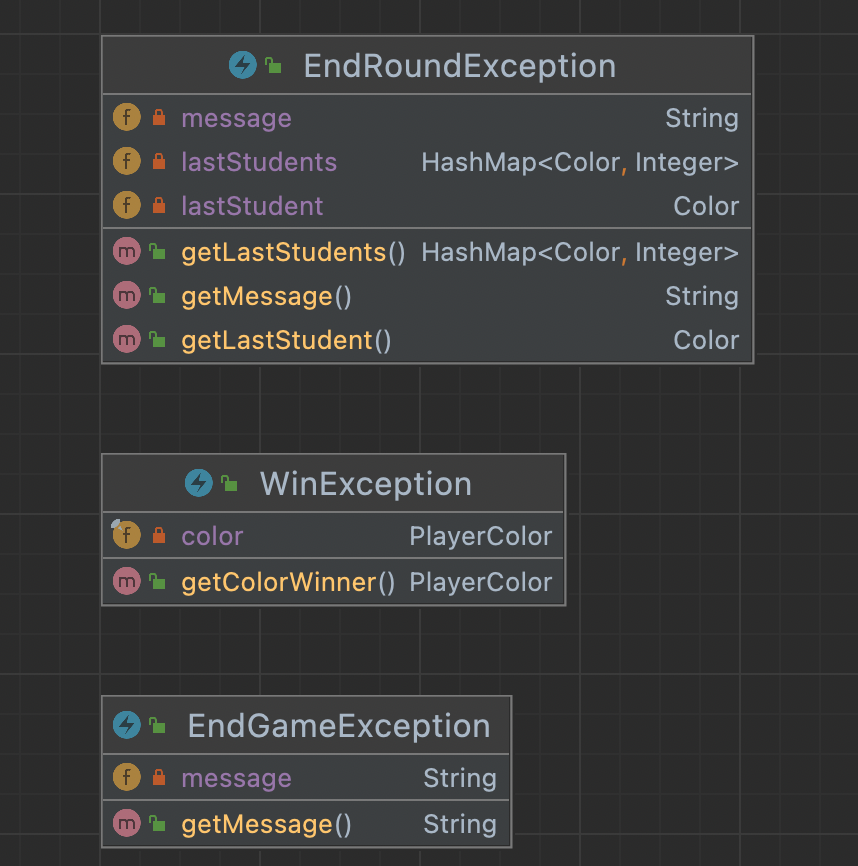 EndRoundException
f message String
f lastStudents HashMap<Color, Integer>
f lastStudent Color
m getLastStudents() HashMap<Color, Integer>
m getMessage() String
m getLastStudent() Color
WinException
f color PlayerColor
m getColorWinner() PlayerColor
EndGameException
f message String
m getMessage() String